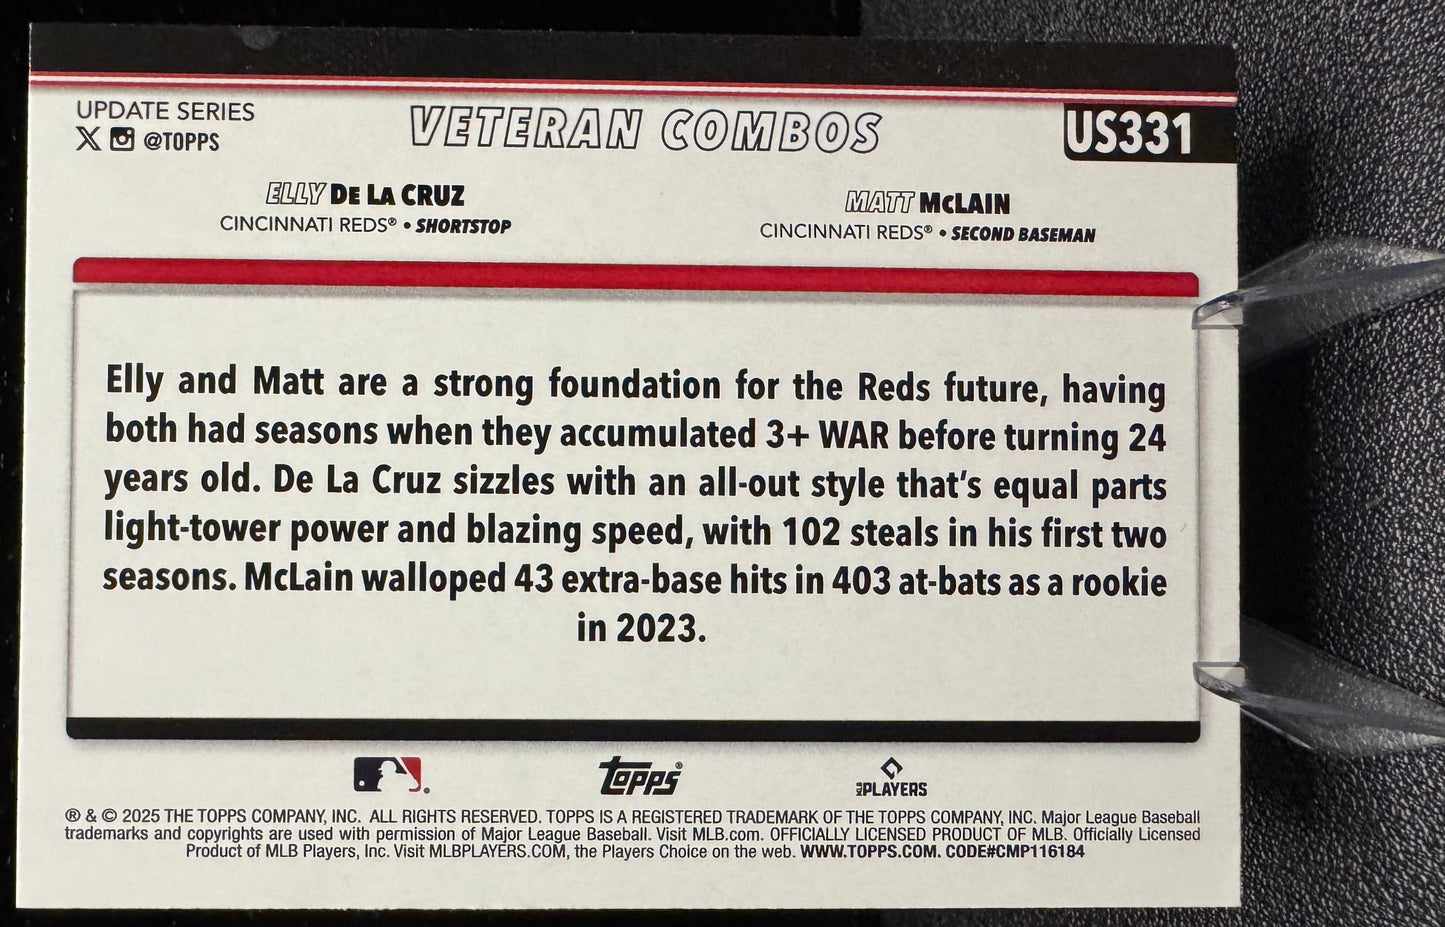 UPDATE SERIES
@TOPPS
VETERAN COMBOS
US331
ELLY DE LA CRUZ
CINCINNATI REDS® • SHORTSTOP
MATT McLAIN
CINCINNATI REDS® • SECOND BASEMAN
Elly and Matt are a strong foundation for the Reds future, having
both had seasons when they accumulated 3+ WAR before turning 24
years old. De La Cruz sizzles with an all-out style that's equal parts
light-tower power and blazing speed, with 102 steals in his first two
seasons. McLain walloped 43 extra-base hits in 403 at-bats as a rookie
in 2023.
Topps®
MLB PLAYERS
® & © 2025 THE TOPPS COMPANY, INC. ALL RIGHTS RESERVED. TOPPS IS A REGISTERED TRADEMARK OF THE TOPPS COMPANY, INC. Major League Baseball
trademarks and copyrights are used with permission of Major League Baseball. Visit MLB.com. OFFICIALLY LICENSED PRODUCT OF MLB. Officially Licensed
Product of MLB Players, Inc. Visit MLBPLAYERS.COM, the Players Choice on the web. WWW.TOPPS.COM. CODE#CMP116184